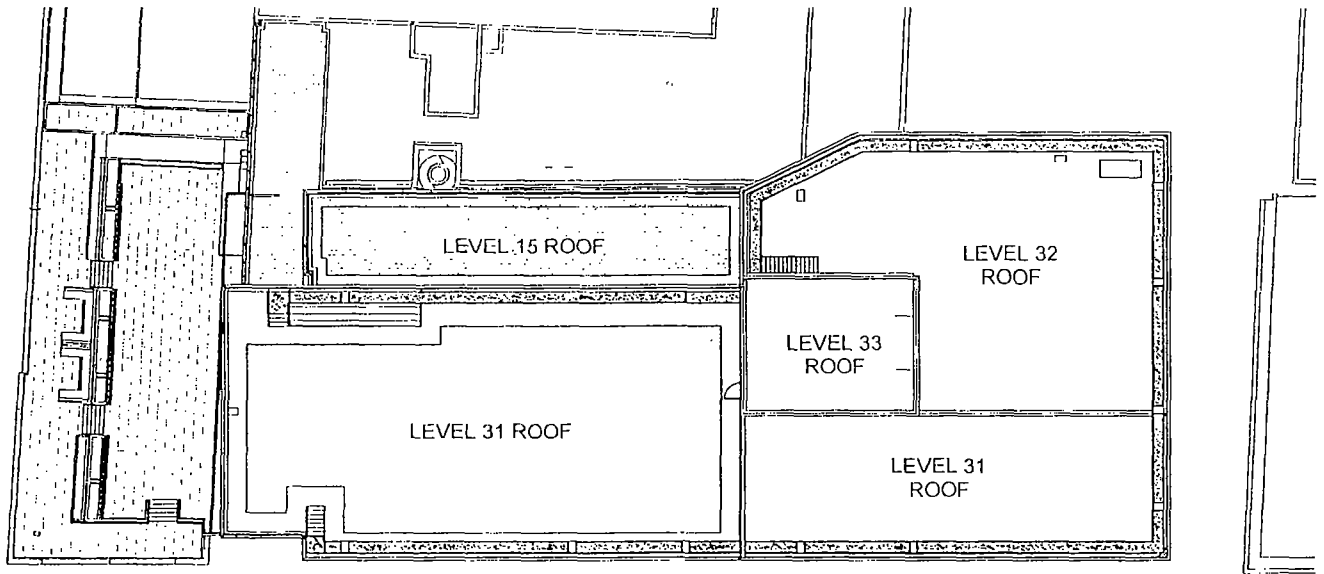 LEVEL 15 ROOF
LEVEL 32
ROOF
LEVEL 33
ROOF
LEVEL 31 ROOF
LEVEL 31
ROOF